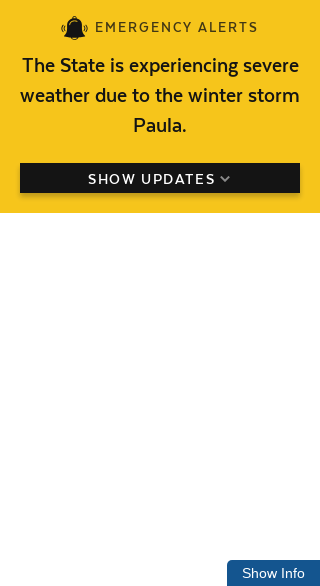 EMERGENCY ALERTS
The State is experiencing severe
weather due to the winter storm
Paula.
SHOW UPDATES
Show Info